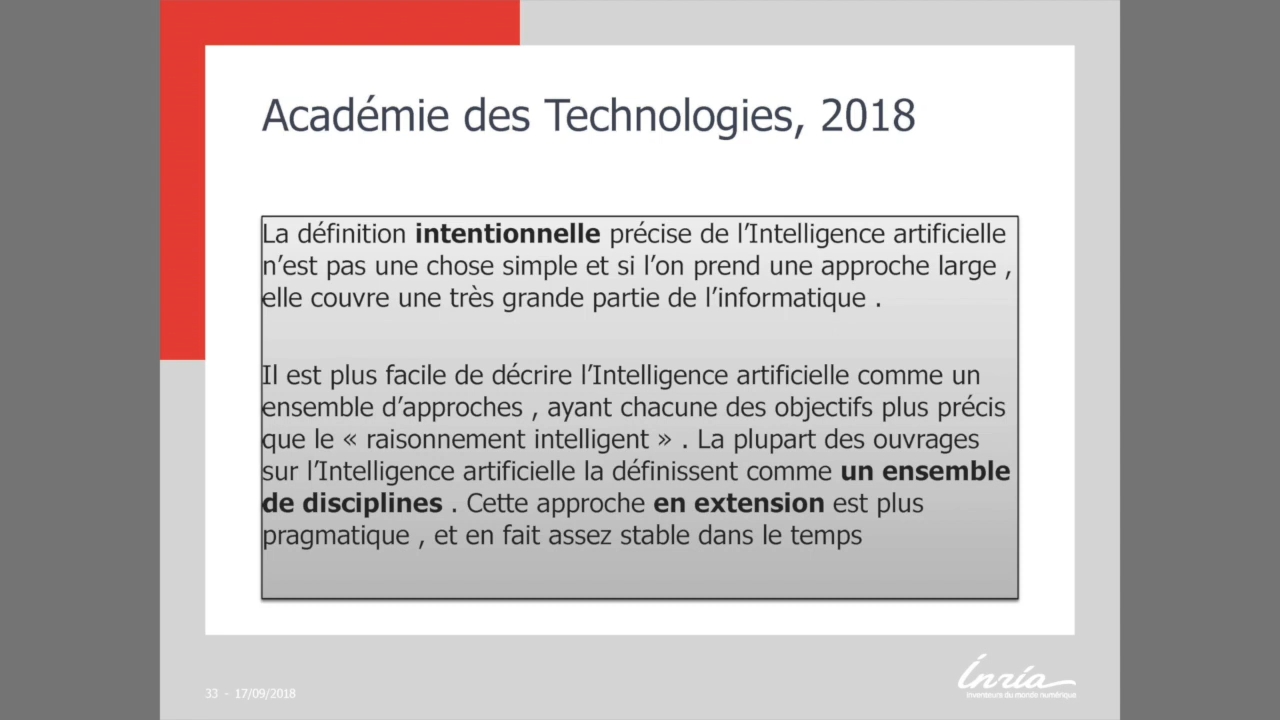 Académie des Technologies, 2018
La définition intentionnelle précise de l’Intelligence artificielle
n’est pas une chose simple et si l’on prend une approche large ,
elle couvre une très grande partie de l’informatique .
Il est plus facile de décrire l’Intelligence artificielle comme un
ensemble d’approches , ayant chacune des objectifs plus précis
que le « raisonnement intelligent » . La plupart des ouvrages
sur l’Intelligence artificielle la définissent comme un ensemble
de disciplines . Cette approche en extension est plus
pragmatique , et en fait assez stable dans le temps
33 - 17/09/2018
Inria
inventeurs du monde numérique